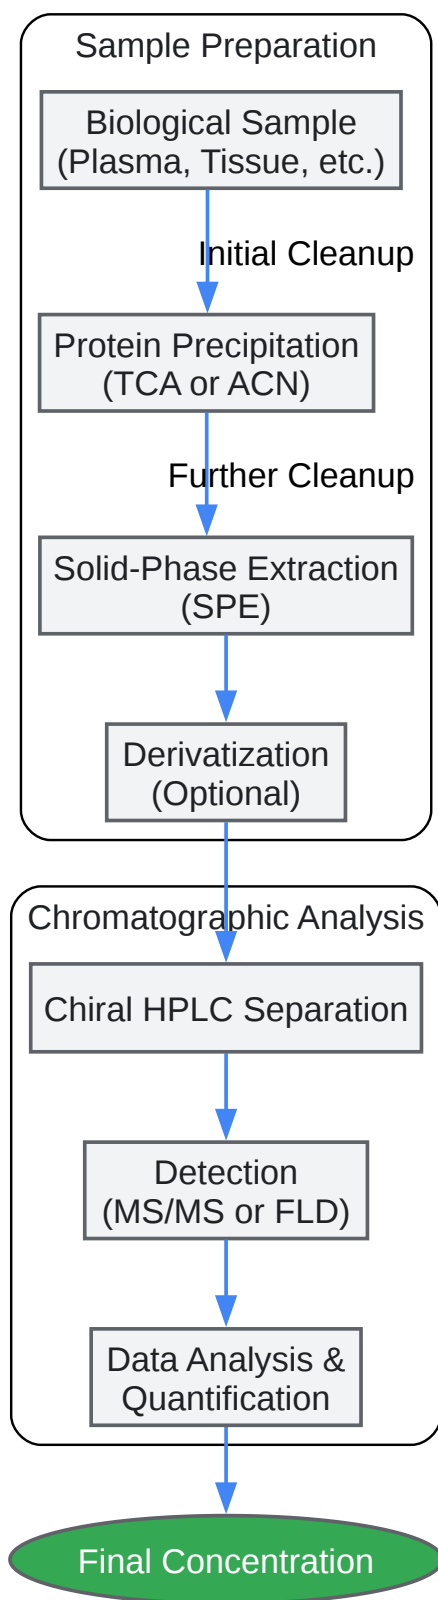 Sample Preparation
Biological Sample
(Plasma, Tissue, etc.)
Initial Cleanup
Protein Precipitation
(TCA or ACN)
Further Cleanup
Solid-Phase Extraction
(SPE)
Derivatization
(Optional)
Chromatographic Analysis
Chiral HPLC Separation
Detection
(MS/MS or FLD)
Data Analysis &
Quantification
Final Concentration